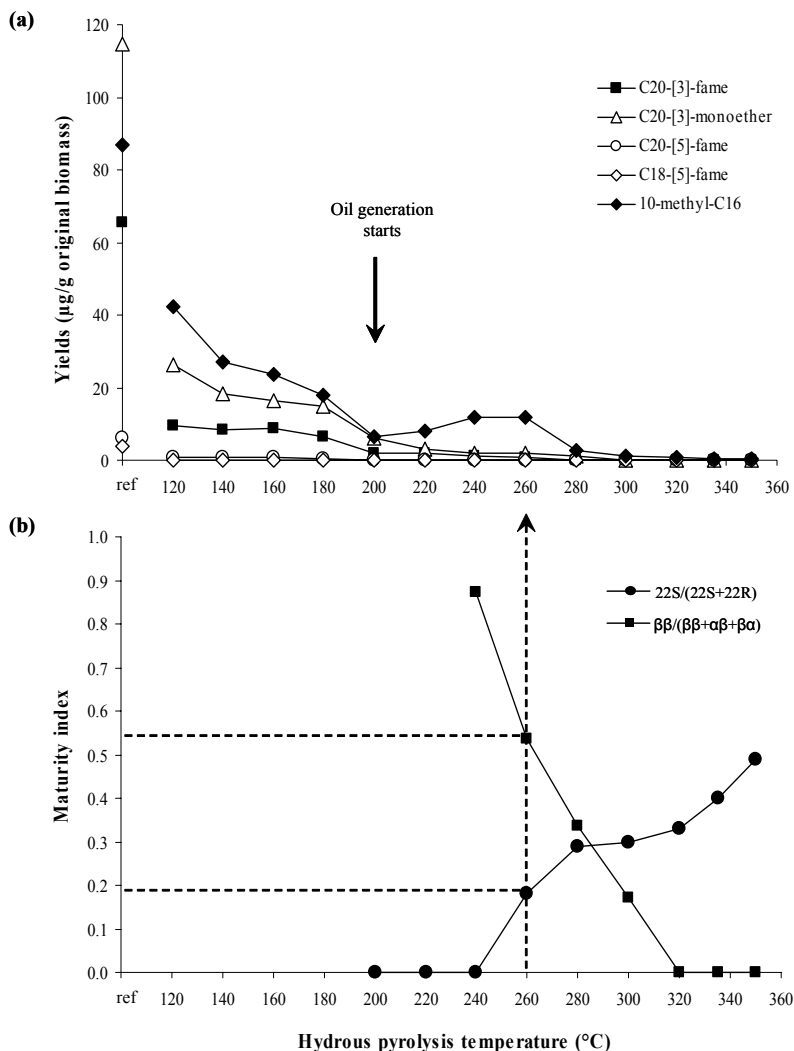 (a)
120
100
80
60
40
20
0
Yields (µg/g original biomass)
C20-[3]-fame
C20-[3]-monoether
C20-[5]-fame
C18-[5]-fame
10-methyl-C16
Oil generation
starts
ref 120 140 160 180 200 220 240 260 280 300 320 340 360
(b)
1.0
0.9
0.8
0.7
0.6
0.5
0.4
0.3
0.2
0.1
0.0
Maturity index
22S/(22S+22R)
ββ/(ββ+αβ+βα)
ref 120 140 160 180 200 220 240 260 280 300 320 340 360
Hydrous pyrolysis temperature (°C)